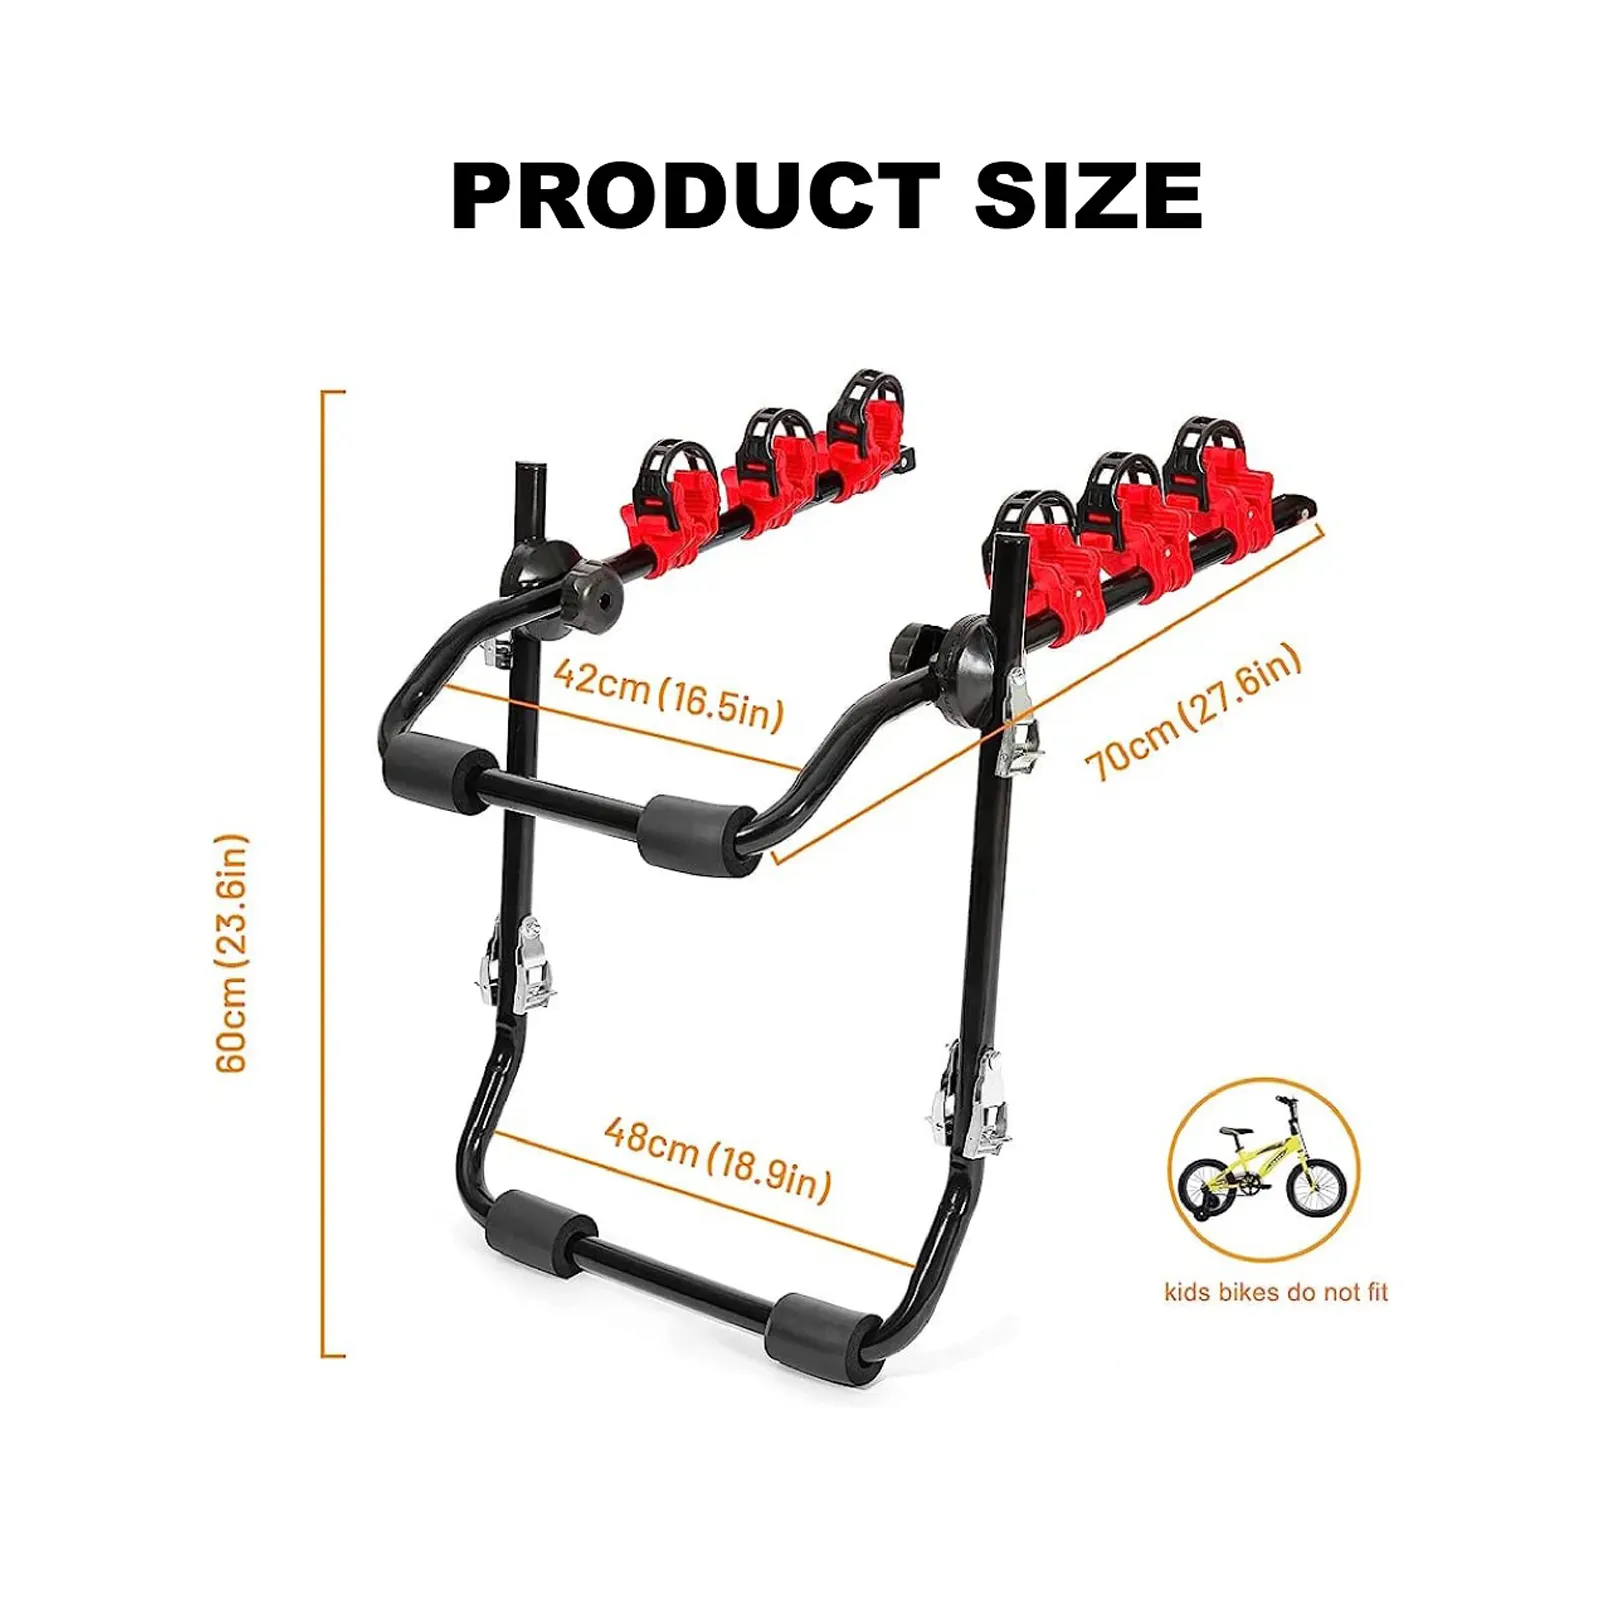 PRODUCT SIZE
42cm (16.5in)
70cm (27.6in)
60cm (23.6in)
48cm (18.9in)
kids bikes do not fit